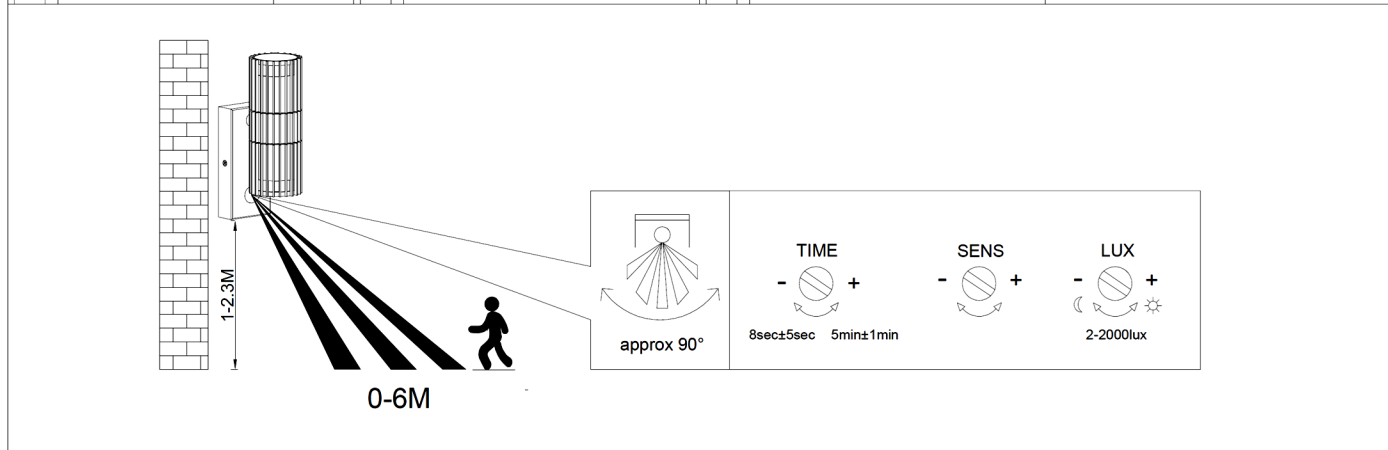 1-2.3M
0-6M
approx 90°
TIME
- +
8sec±5sec 5min±1min
SENS
- +
LUX
- +
2-2000lux